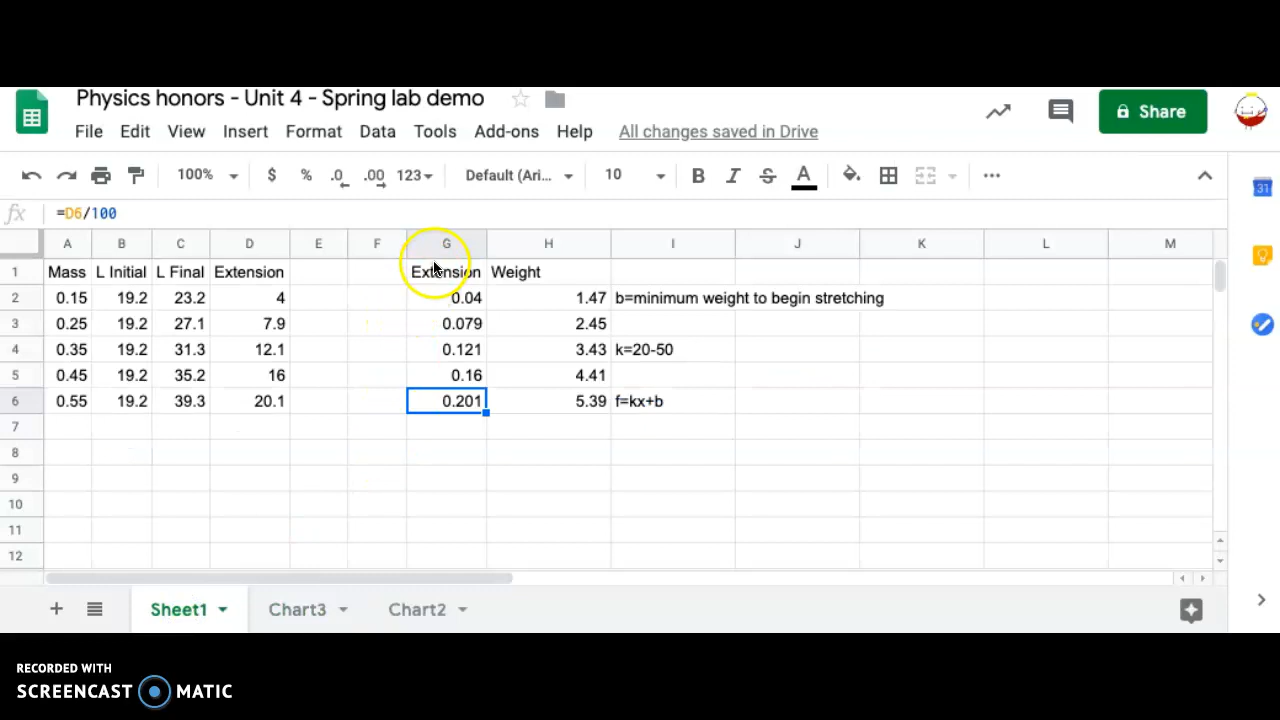 Physics honors - Unit 4 - Spring lab demo
File Edit View Insert Format Data Tools Add-ons Help All changes saved in Drive
Share
100% $ % .0 .00 123 Default (Ari... 10 B I S A ...
31
fx =D6/100
A B C D E F G H I J K L M
1 Mass L Initial L Final Extension Extension Weight
2 0.15 19.2 23.2 4 0.04 1.47 b=minimum weight to begin stretching
3 0.25 19.2 27.1 7.9 0.079 2.45
4 0.35 19.2 31.3 12.1 0.121 3.43 k=20-50
5 0.45 19.2 35.2 16 0.16 4.41
6 0.55 19.2 39.3 20.1 0.201 5.39 f=kx+b
7
8
9
10
11
12
+ Sheet1 Chart3 Chart2
RECORDED WITH
SCREENCAST MATIC